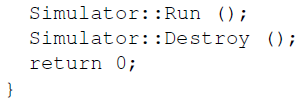 Simulator::Run ();
Simulator::Destroy ();
return 0;
}